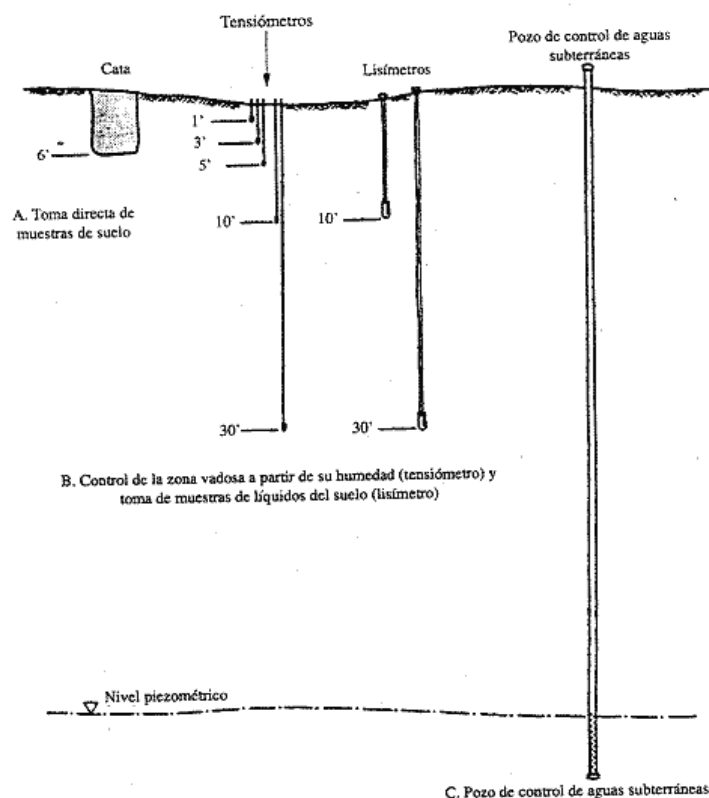 Tensiómetros
Pozo de control de aguas
subterráneas
Cata
Lisímetros
1'
3'
6'
5'
A. Toma directa de
muestras de suelo
10'
10'
30'
30'
B. Control de la zona vadosa a partir de su humedad (tensiómetro) y
toma de muestras de líquidos del suelo (lisímetro)
Nivel piezométrico
C. Pozo de control de aguas subterráneas